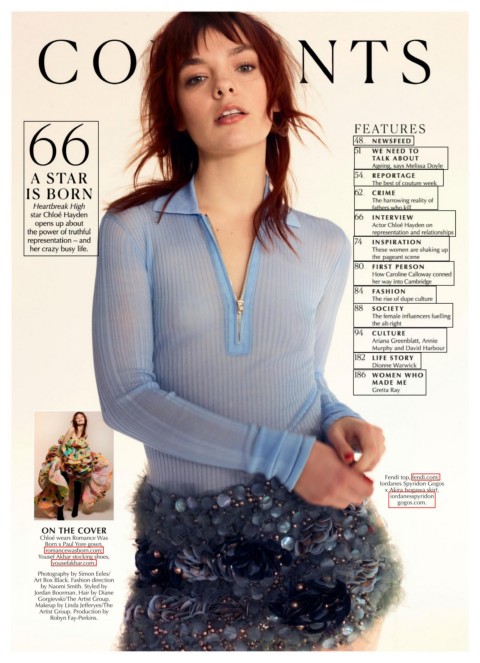 CO NTS
66
A STAR
IS BORN
Heartbreak High
star Chloé Hayden
opens up about
the power of truthful
representation – and
her crazy busy life.
FEATURES
48 NEWSFEED
51 WE NEED TO
TALK ABOUT
Ageing, says Melissa Doyle
54 REPORTAGE
The best of couture week
62 CRIME
The harrowing reality of
fathers who kill
66 INTERVIEW
Actor Chloé Hayden on
representation and relationships
74 INSPIRATION
These women are shaking up
the pageant scene
80 FIRST PERSON
How Caroline Calloway conned
her way into Cambridge
84 FASHION
The rise of dupe culture
88 SOCIETY
The female influencers fuelling
the alt-right
94 CULTURE
Ariana Greenblatt, Annie
Murphy and David Harbour
182 LIFE STORY
Dionne Warwick
186 WOMEN WHO
MADE ME
Gretta Ray
ON THE COVER
Chloé wears Romance Was
Born x Paul Yore gown,
romancewasborn.com;
Yousef Akbar stocking shoes,
yousefakbar.com.
Photography by Simon Eeles/
Art Box Black. Fashion direction
by Naomi Smith. Styled by
Jordan Boorman. Hair by Diane
Gorgievski/The Artist Group.
Makeup by Linda Jefferyes/The
Artist Group. Production by
Robyn Fay-Perkins.
Fendi top, fendi.com;
Iordanes Spyridon Gogos
x Akira Isogawa skirt,
iordanesspyridon
gogos.com.